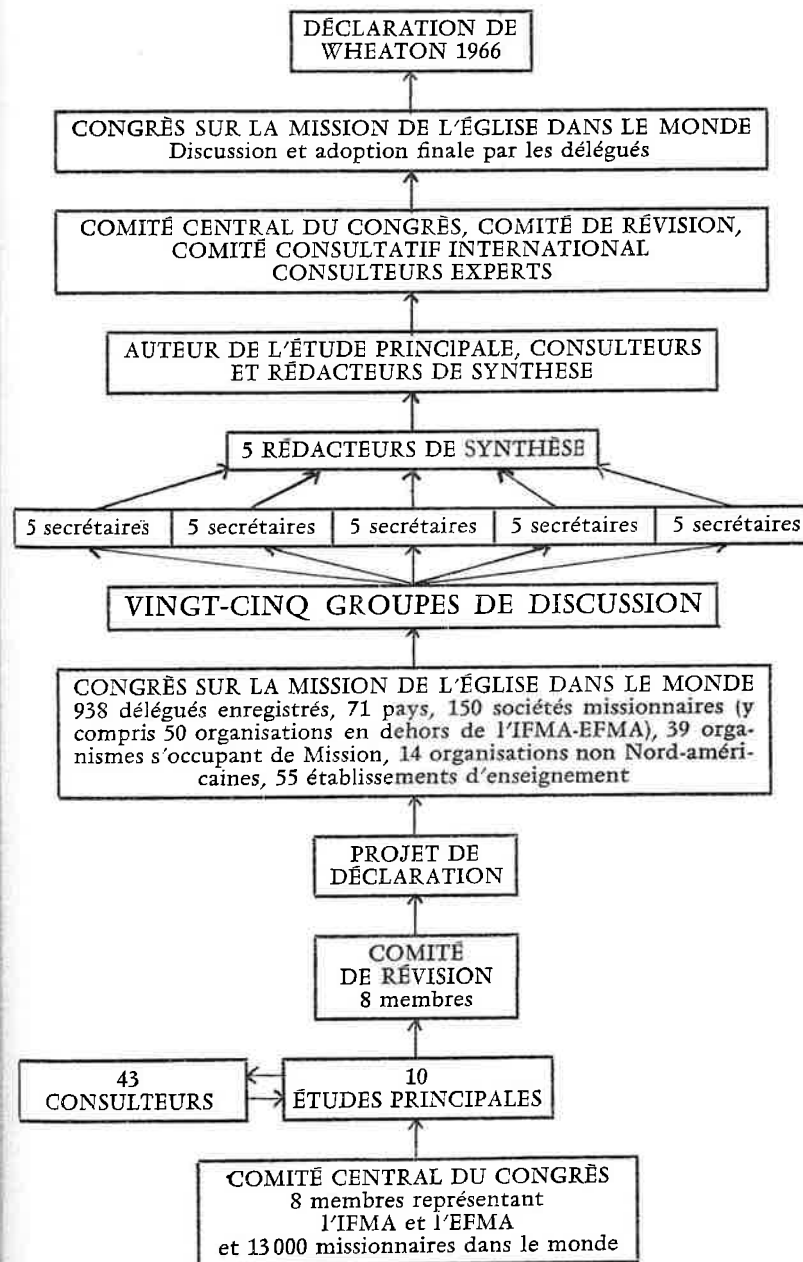 DÉCLARATION DE
WHEATON 1966
CONGRÈS SUR LA MISSION DE L'ÉGLISE DANS LE MONDE
Discussion et adoption finale par les délégués
COMITÉ CENTRAL DU CONGRÈS, COMITÉ DE RÉVISION,
COMITÉ CONSULTATIF INTERNATIONAL
CONSULTEURS EXPERTS
AUTEUR DE L'ÉTUDE PRINCIPALE, CONSULTEURS
ET RÉDACTEURS DE SYNTHESE
5 RÉDACTEURS DE SYNTHÈSE
5 secrétaires 5 secrétaires 5 secrétaires 5 secrétaires 5 secrétaires
VINGT-CINQ GROUPES DE DISCUSSION
CONGRÈS SUR LA MISSION DE L'ÉGLISE DANS LE MONDE
938 délégués enregistrés, 71 pays, 150 sociétés missionnaires (y
compris 50 organisations en dehors de l'IFMA-EFMA), 39 orga-
nismes s'occupant de Mission, 14 organisations non Nord-améri-
caines, 55 établissements d'enseignement
PROJET DE
DÉCLARATION
COMITÉ
DE RÉVISION
8 membres
43
CONSULTEURS
10
ÉTUDES PRINCIPALES
COMITÉ CENTRAL DU CONGRÈS
8 membres représentant
l'IFMA et l'EFMA
et 13 000 missionnaires dans le monde